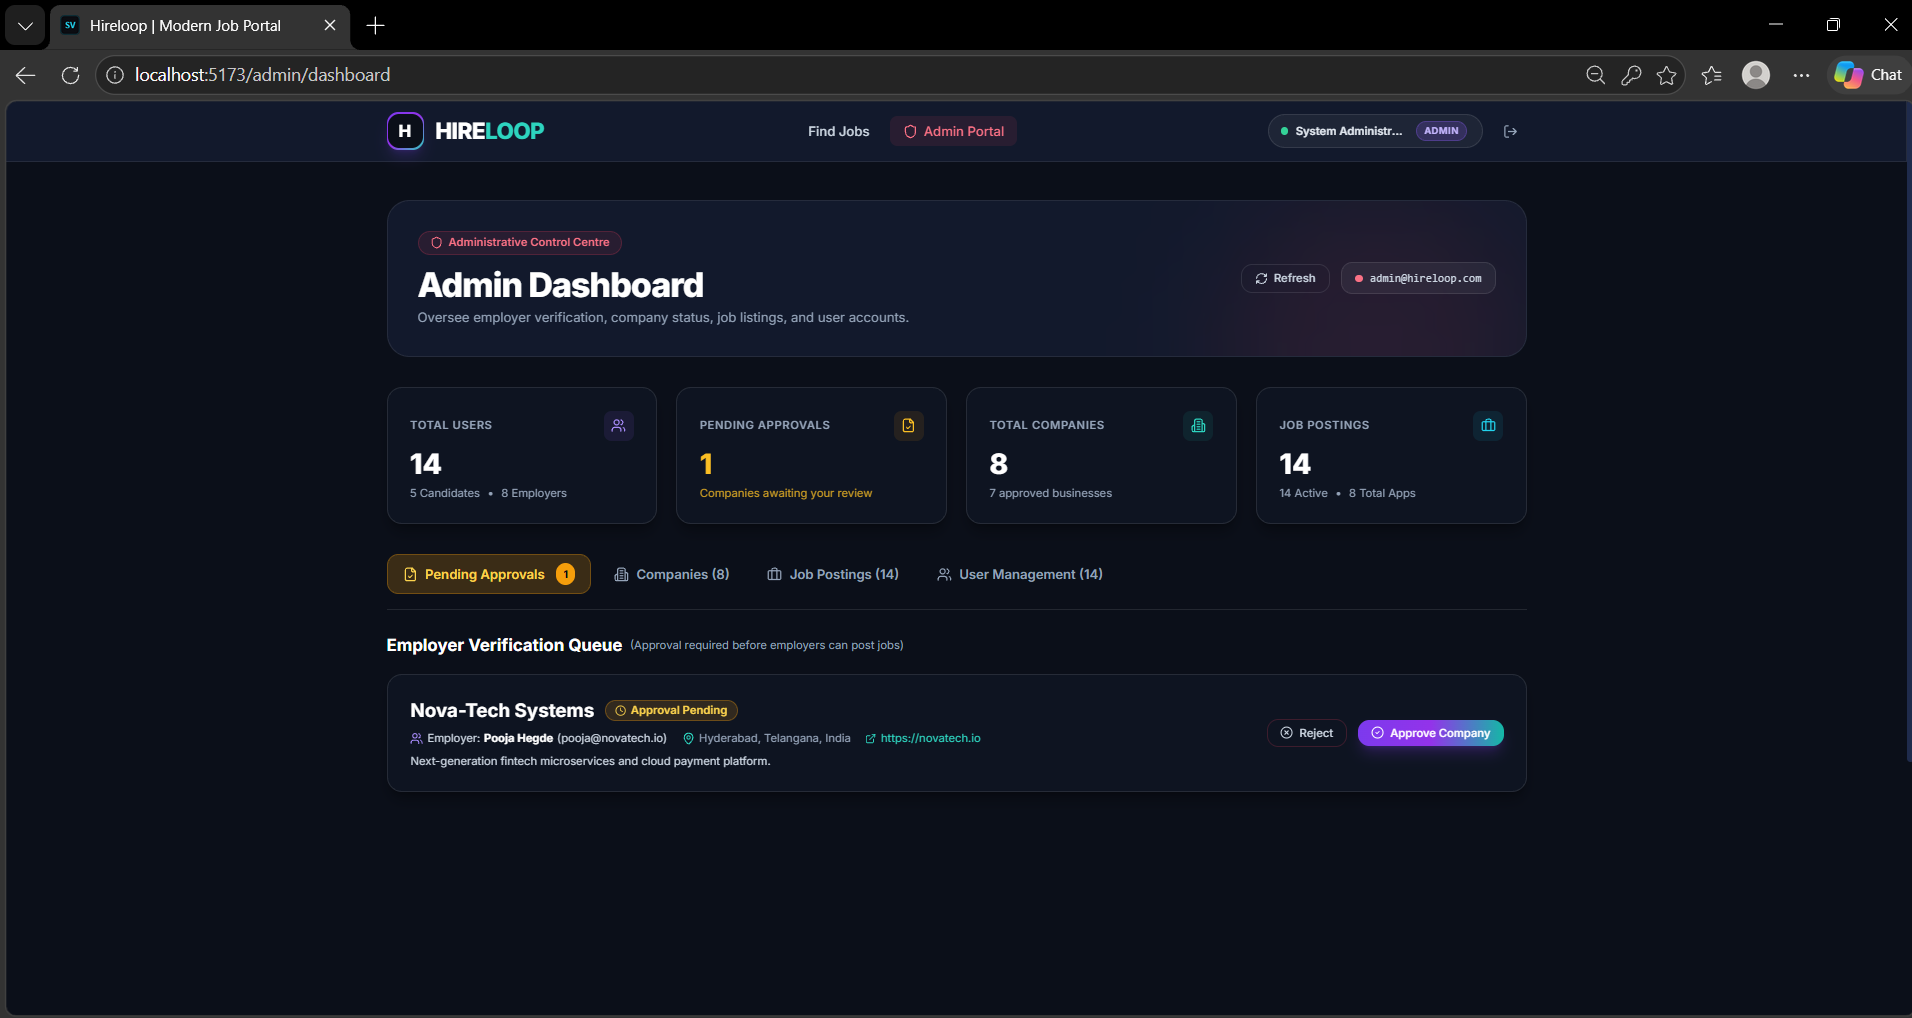 SV Hireloop | Modern Job Portal
localhost:5173/admin/dashboard
Chat
H HIRELOOP
Find Jobs
Admin Portal
System Administr... ADMIN
Administrative Control Centre
Admin Dashboard
Oversee employer verification, company status, job listings, and user accounts.
Refresh
admin@hireloop.com
TOTAL USERS
14
5 Candidates • 8 Employers
PENDING APPROVALS
1
Companies awaiting your review
TOTAL COMPANIES
8
7 approved businesses
JOB POSTINGS
14
14 Active • 8 Total Apps
Pending Approvals 1
Companies (8)
Job Postings (14)
User Management (14)
Employer Verification Queue (Approval required before employers can post jobs)
Nova-Tech Systems Approval Pending
Employer: Pooja Hegde (pooja@novatech.io) Hyderabad, Telangana, India https://novatech.io
Next-generation fintech microservices and cloud payment platform.
Reject
Approve Company